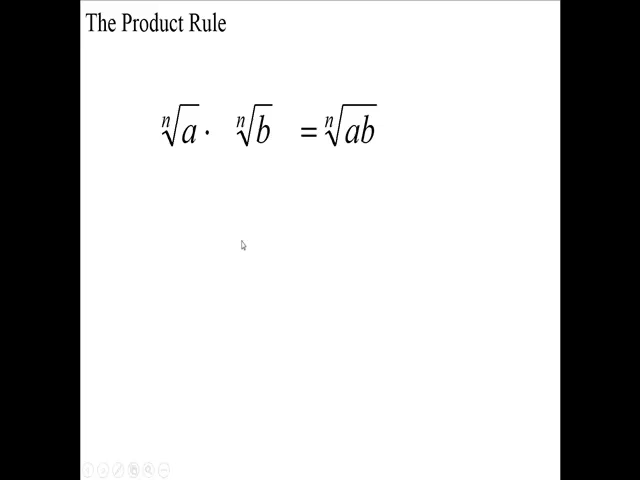 The Product Rule
ⁿ√a · ⁿ√b = ⁿ√ab